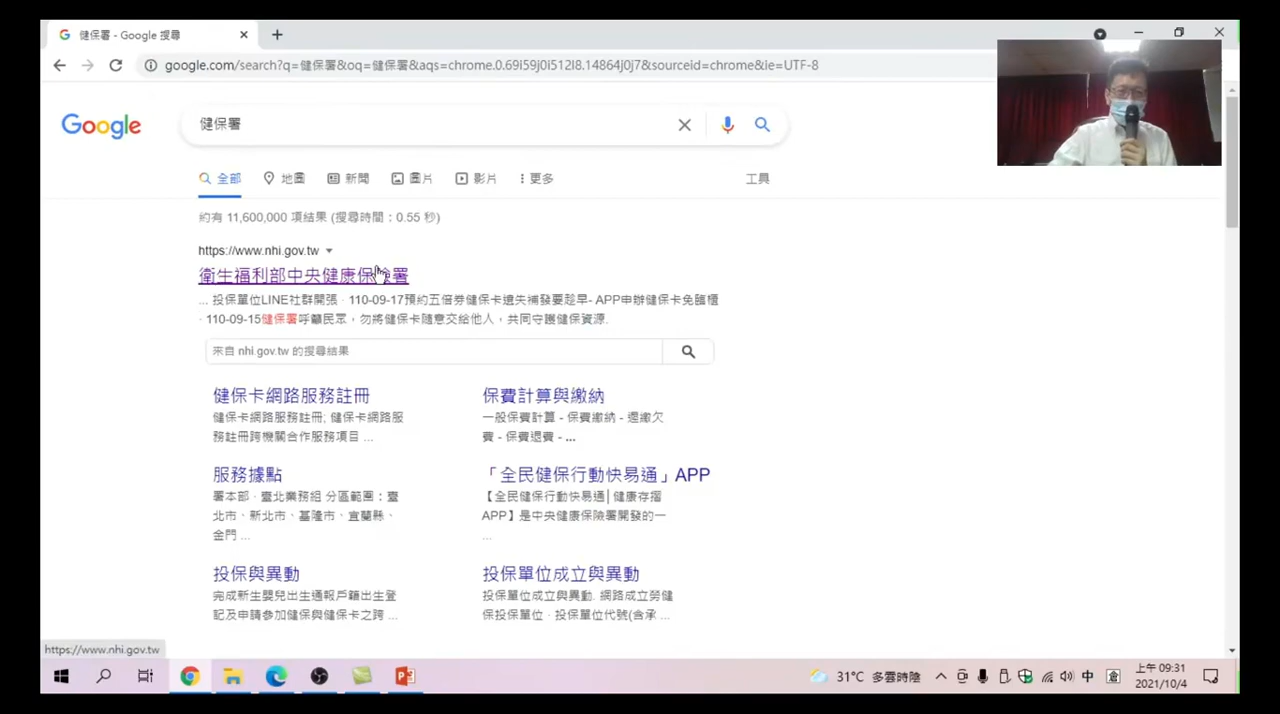 健保署 - Google 搜尋
google.com/search?q=健保署&oq=健保署&aqs=chrome.0.69i59j0i512l8.14864j0j7&sourceid=chrome&ie=UTF-8
Google
健保署
全部 地圖 新聞 圖片 影片 更多 工具
約有 11,600,000 項結果 (搜尋時間:0.55 秒)
https://www.nhi.gov.tw
衛生福利部中央健康保險署
... 投保單位LINE社群開張 · 110-09-17預約五倍券健保卡遺失補發要趁早- APP申辦健保卡免臨櫃
· 110-09-15健保署呼籲民眾，勿將健保卡隨意交給他人，共同守護健保資源.
來自 nhi.gov.tw 的搜尋結果
健保卡網路服務註冊
健保卡網路服務註冊; 健保卡網路服
務註冊跨機關合作服務項目 ...
保費計算與繳納
一般保費計算 - 保費繳納 - 還繳欠
費 - 保費退費 - ...
服務據點
署本部 · 臺北業務組 分區範圍：臺
北市、新北市、基隆市、宜蘭縣、
金門 ...
「全民健保行動快易通」APP
【全民健保行動快易通│健康存摺
APP】是中央健康保險署開發的一
...
投保與異動
完成新生嬰兒出生通報戶籍出生登
記及申請參加健保與健保卡之跨 ...
投保單位成立與異動
投保單位成立與異動. 網路成立勞健
保投保單位 · 投保單位代號(含承 ...
https://www.nhi.gov.tw
31°C 多雲時陰
中
倉
上午 09:31
2021/10/4